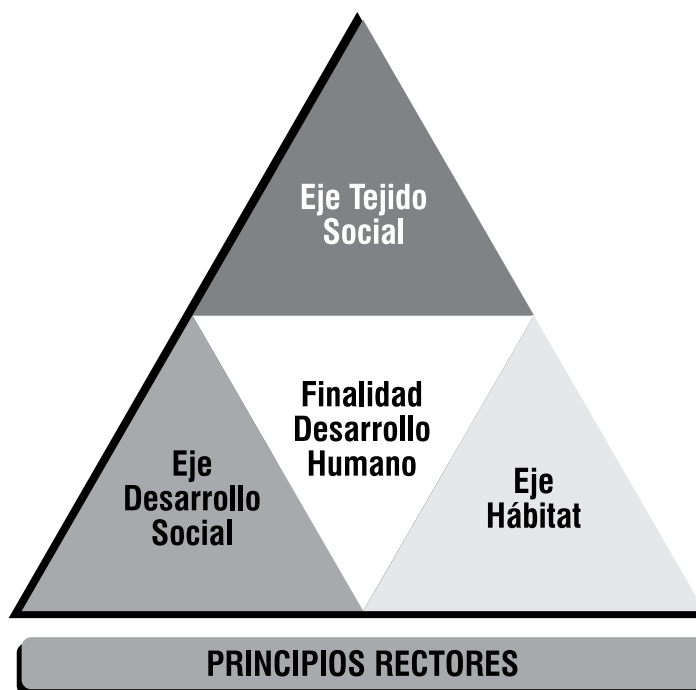 Eje Tejido
Social
Finalidad
Desarrollo
Humano
Eje
Desarrollo
Social
Eje
Hábitat
PRINCIPIOS RECTORES